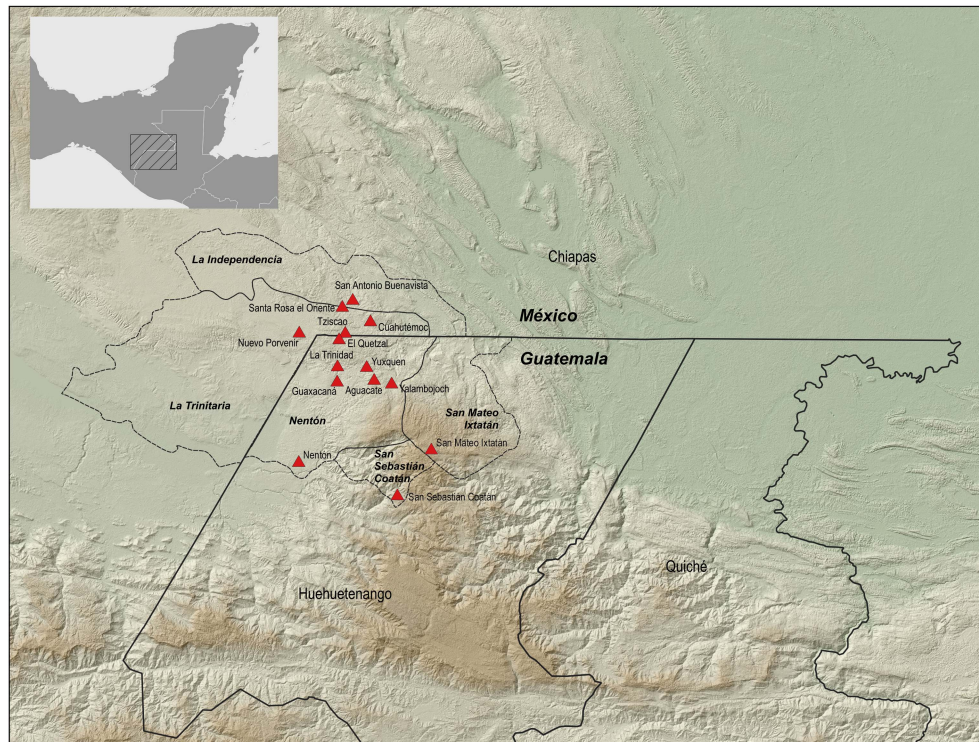 Chiapas
La Independencia
San Antonio Buenavista
Santa Rosa el Oriente
México
Tziscao
Cuahutémoc
Nuevo Porvenir
El Quetzal
La Trinidad
Guatemala
Yuxquen
Guaxacaná
Aguacate
Yalambojoch
La Trinitaria
Nentón
San Mateo
Ixtatán
San Mateo Ixtatán
Nentón
San
Sebastián
Coatán
San Sebastián Coatán
Quiché
Huehuetenango